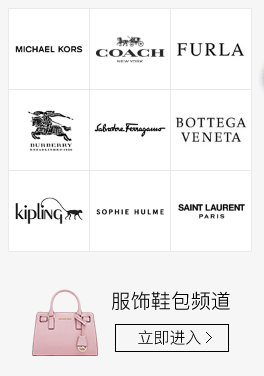 MICHAEL KORS
COACH
NEW YORK
FURLA
BURBERRY
ESTABLISHED 1856
Salvatore Ferragamo
BOTTEGA
VENETA
kipling
SOPHIE HULME
SAINT LAURENT
PARIS
服饰鞋包频道
立即进入 >